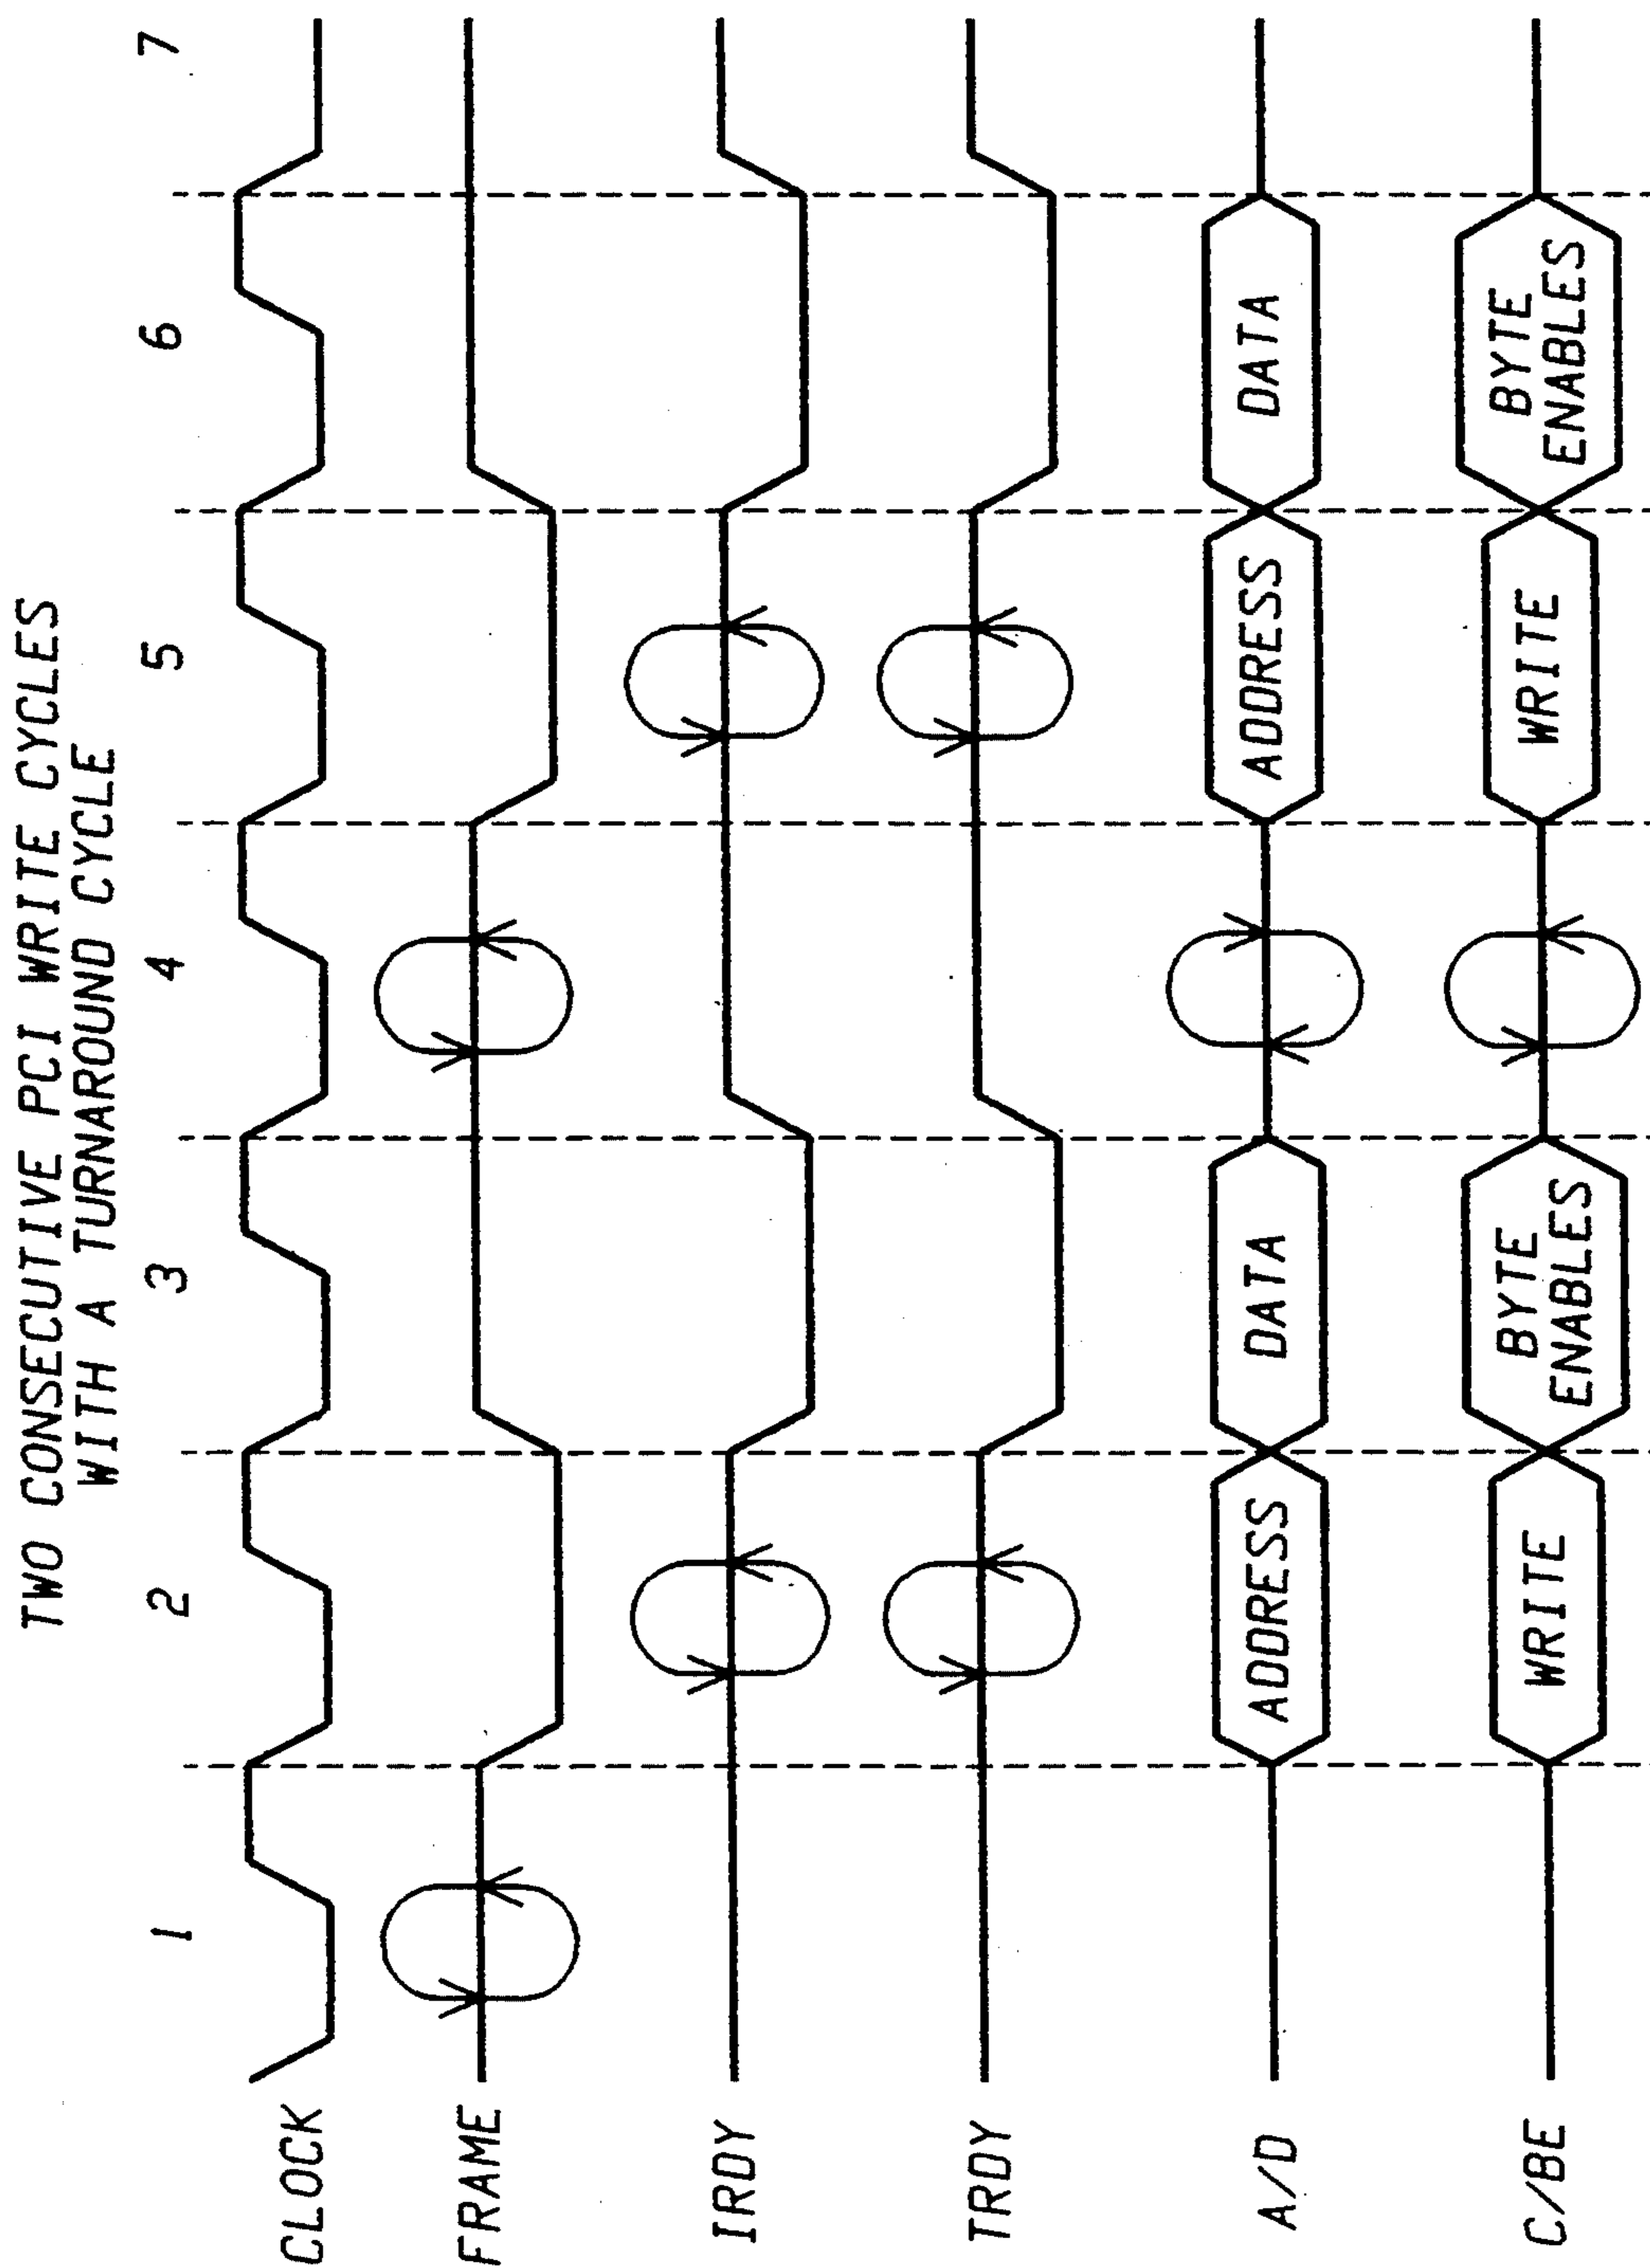 TWO CONSECUTIVE PCI WRITE CYCLES
WITH A TURNAROUND CYCLE
1 2 3 4 5 6 7
CLOCK
FRAME
IRDY
TRDY
A/D
ADDRESS DATA ADDRESS DATA
C/BE
WRITE BYTE ENABLES WRITE BYTE ENABLES